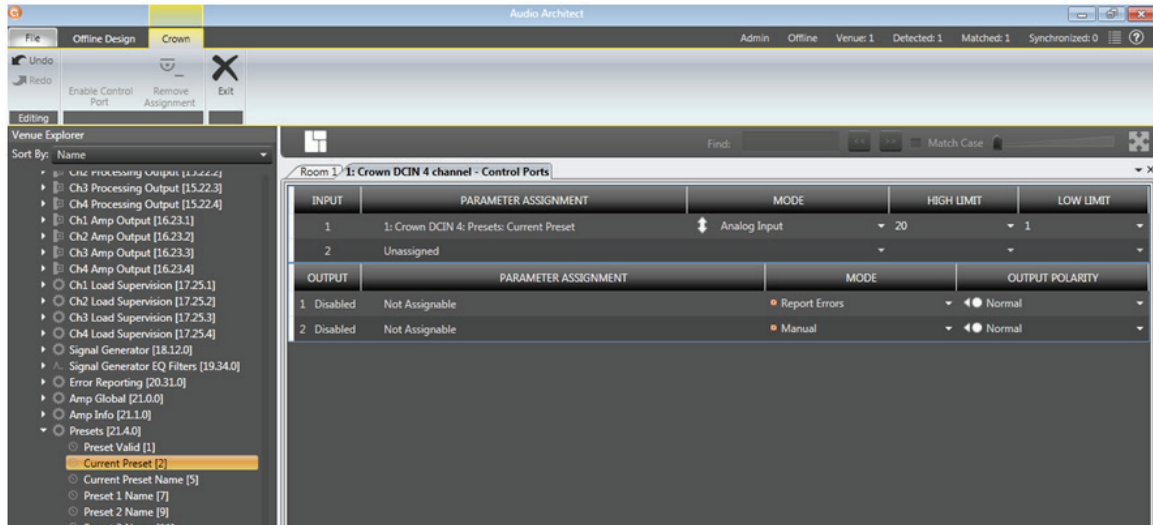 Audio Architect
File Offline Design Crown Admin Offline Venue: 1 Detected: 1 Matched: 1 Synchronized: 0
Undo
Redo
Enable Control Port
Remove Assignment
Exit
Editing
Venue Explorer
Sort By: Name
Find: << >> Match Case
Ch2 Processing Output [15.22.2]
Ch3 Processing Output [15.22.3]
Ch4 Processing Output [15.22.4]
Ch1 Amp Output [16.23.1]
Ch2 Amp Output [16.23.2]
Ch3 Amp Output [16.23.3]
Ch4 Amp Output [16.23.4]
Ch1 Load Supervision [17.25.1]
Ch2 Load Supervision [17.25.2]
Ch3 Load Supervision [17.25.3]
Ch4 Load Supervision [17.25.4]
Signal Generator [18.12.0]
Signal Generator EQ Filters [19.34.0]
Error Reporting [20.31.0]
Amp Global [21.0.0]
Amp Info [21.1.0]
Presets [21.4.0]
Preset Valid [1]
Current Preset [2]
Current Preset Name [5]
Preset 1 Name [7]
Preset 2 Name [9]
Room 1 1: Crown DCIN 4 channel - Control Ports
INPUT PARAMETER ASSIGNMENT MODE HIGH LIMIT LOW LIMIT
1 1: Crown DCIN 4: Presets: Current Preset Analog Input 20 1
2 Unassigned
OUTPUT PARAMETER ASSIGNMENT MODE OUTPUT POLARITY
1 Disabled Not Assignable Report Errors Normal
2 Disabled Not Assignable Manual Normal